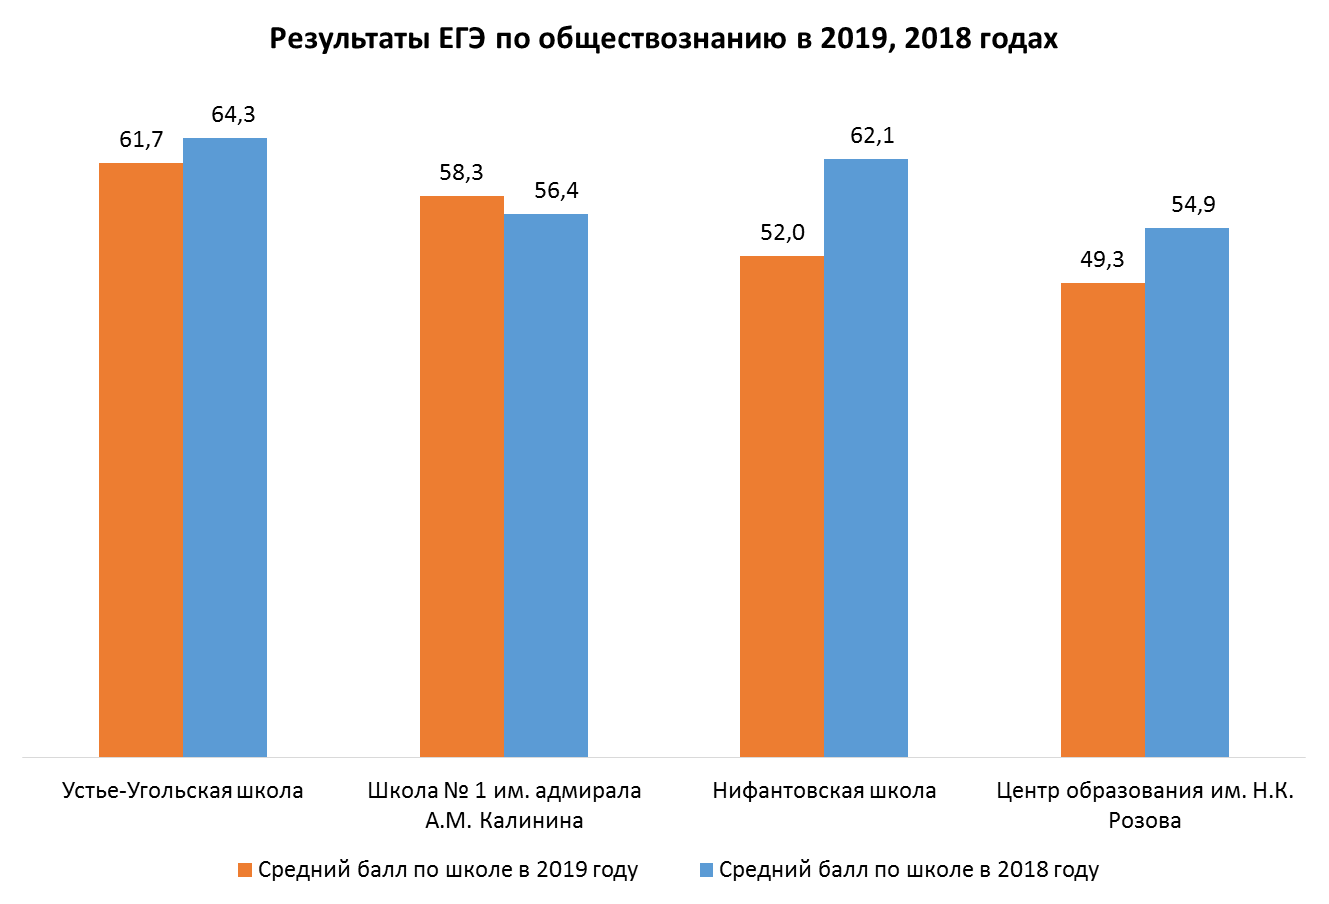 Результаты ЕГЭ по обществознанию в 2019, 2018 годах
61,7
64,3
58,3
56,4
52,0
62,1
49,3
54,9
Устье-Угольская школа
Школа № 1 им. адмирала
А.М. Калинина
Нифантовская школа
Центр образования им. Н.К.
Розова
Средний балл по школе в 2019 году
Средний балл по школе в 2018 году